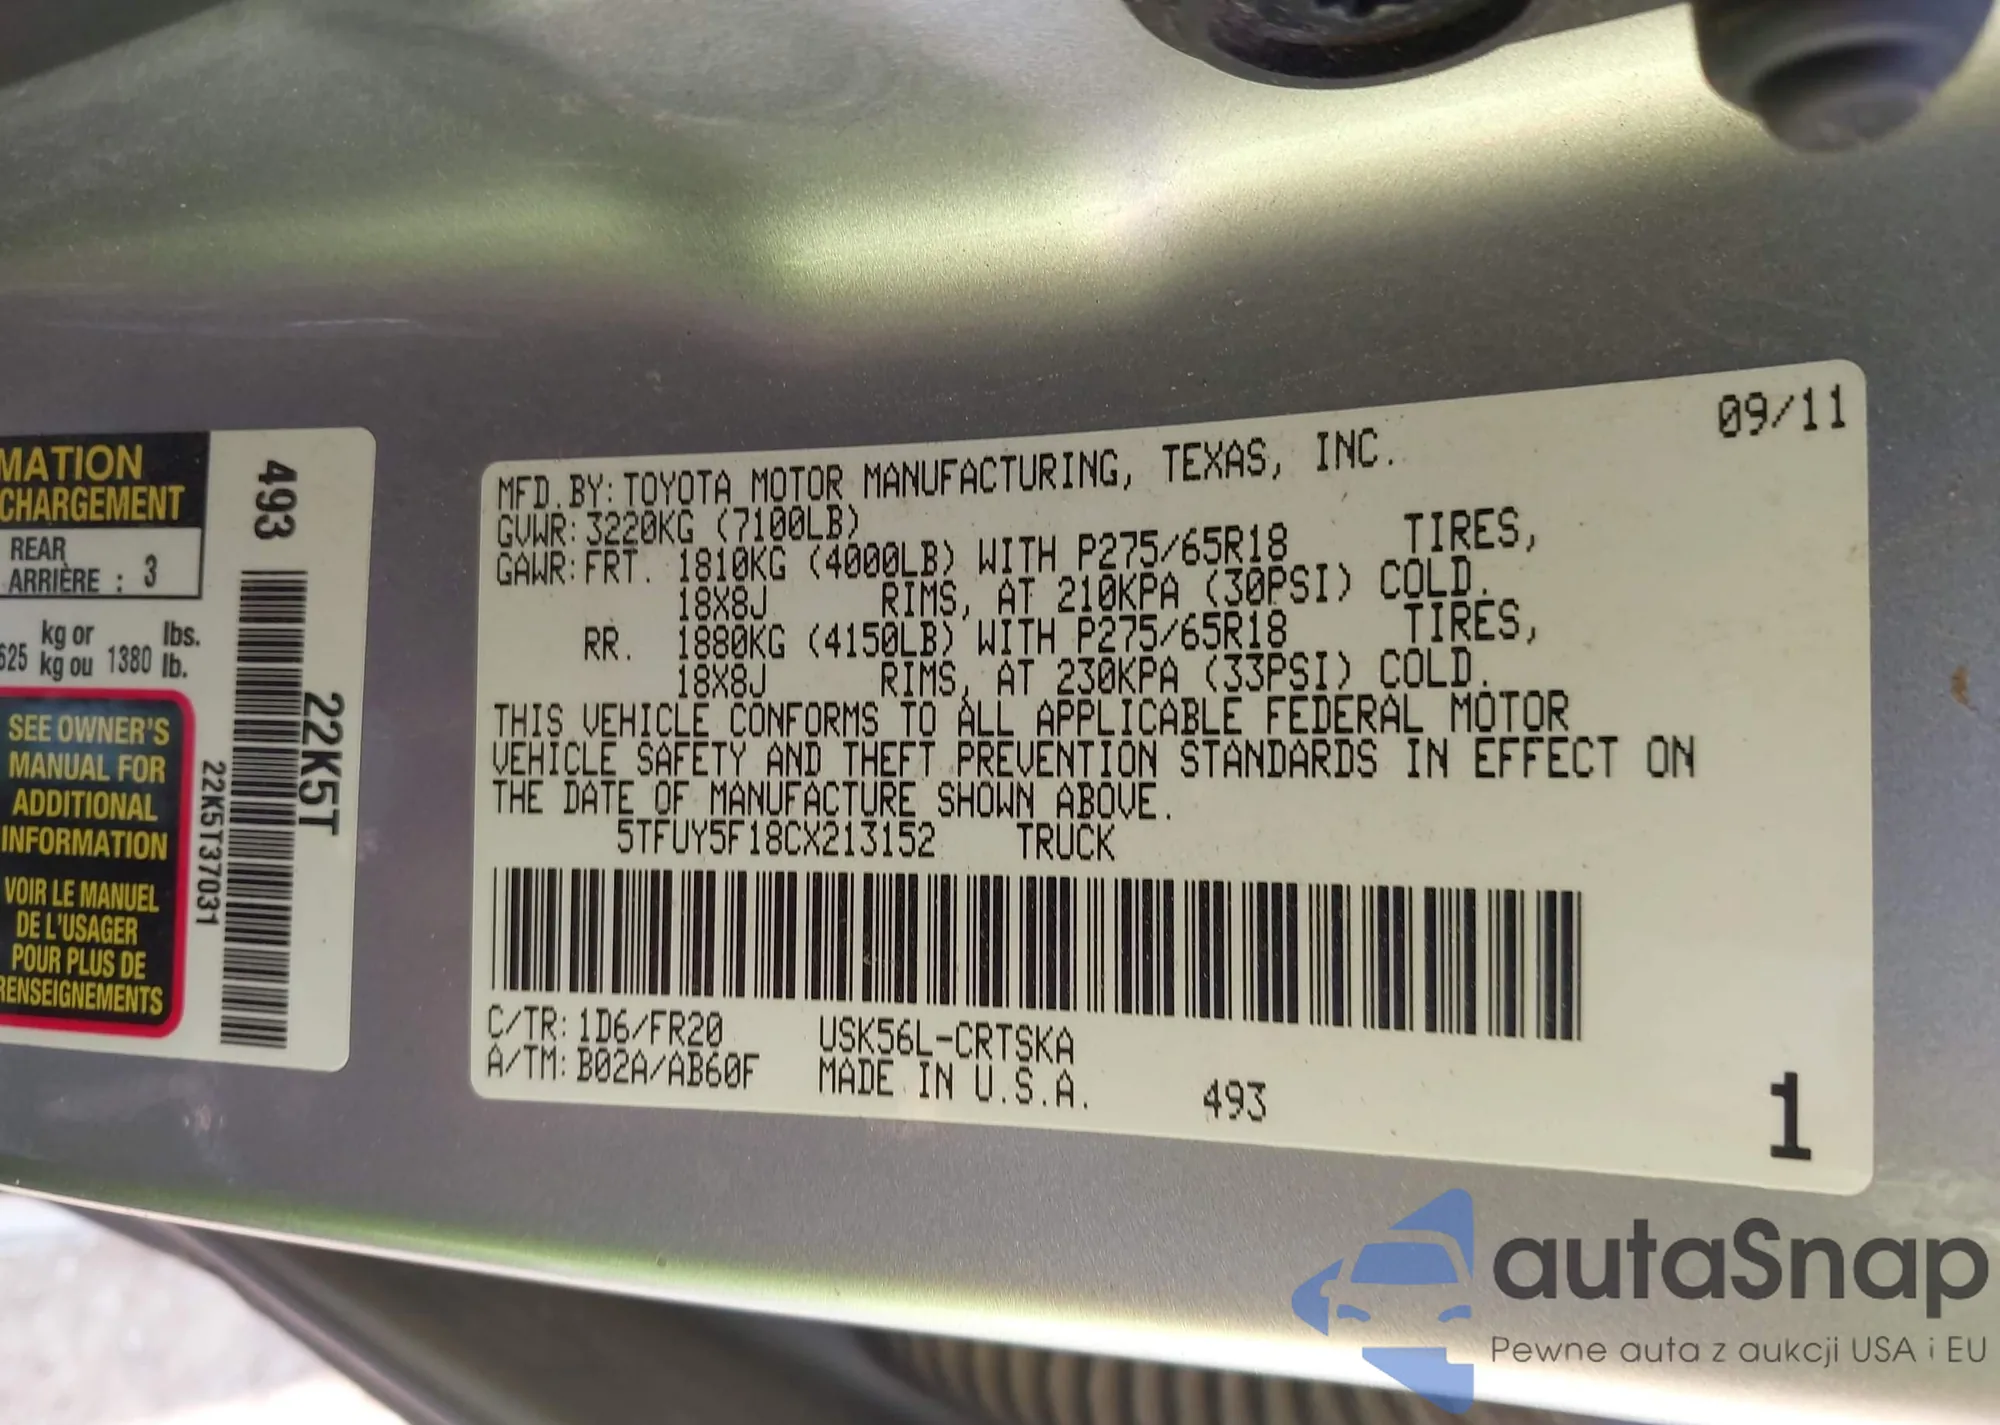 MATION
CHARGEMENT
REAR
ARRIÈRE : 3
625 kg or 1380 lbs.
kg ou lb.
SEE OWNER'S
MANUAL FOR
ADDITIONAL
INFORMATION
VOIR LE MANUEL
DE L'USAGER
POUR PLUS DE
RENSEIGNEMENTS
493
22K5T
22K5T37031
09/11
MFD.BY:TOYOTA MOTOR MANUFACTURING, TEXAS, INC.
GVWR:3220KG (7100LB)
GAWR:FRT. 1810KG (4000LB) WITH P275/65R18 TIRES,
18X8J RIMS, AT 210KPA (30PSI) COLD.
RR. 1880KG (4150LB) WITH P275/65R18 TIRES,
18X8J RIMS, AT 230KPA (33PSI) COLD.
THIS VEHICLE CONFORMS TO ALL APPLICABLE FEDERAL MOTOR
VEHICLE SAFETY AND THEFT PREVENTION STANDARDS IN EFFECT ON
THE DATE OF MANUFACTURE SHOWN ABOVE.
5TFUY5F18CX213152 TRUCK
C/TR: 1D6/FR20 USK56L-CRTSKA
A/TM: B02A/AB60F MADE IN U.S.A. 493
1
autaSnap
Pewne auta z aukcji USA i EU